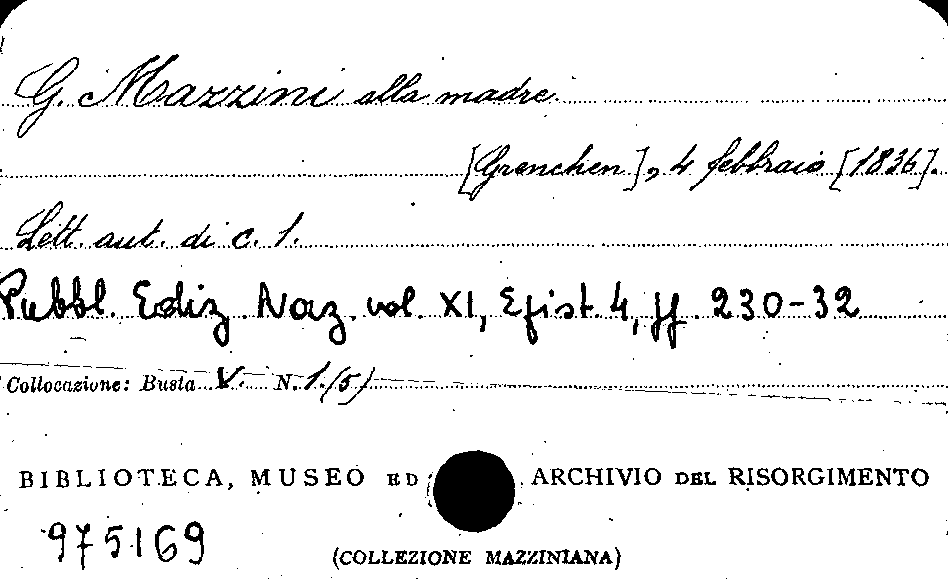 G. Mazzini alla madre.
[Grenchen], 4 febbraio [1836].
Lett. aut. di c. 1.
Pubbl. Ediz. Naz. vol. XI, Epist. 4, pp. 230-32
Collocazione: Busta V. N. 1.(5)
BIBLIOTECA, MUSEO ED ARCHIVIO DEL RISORGIMENTO
975169
(COLLEZIONE MAZZINIANA)